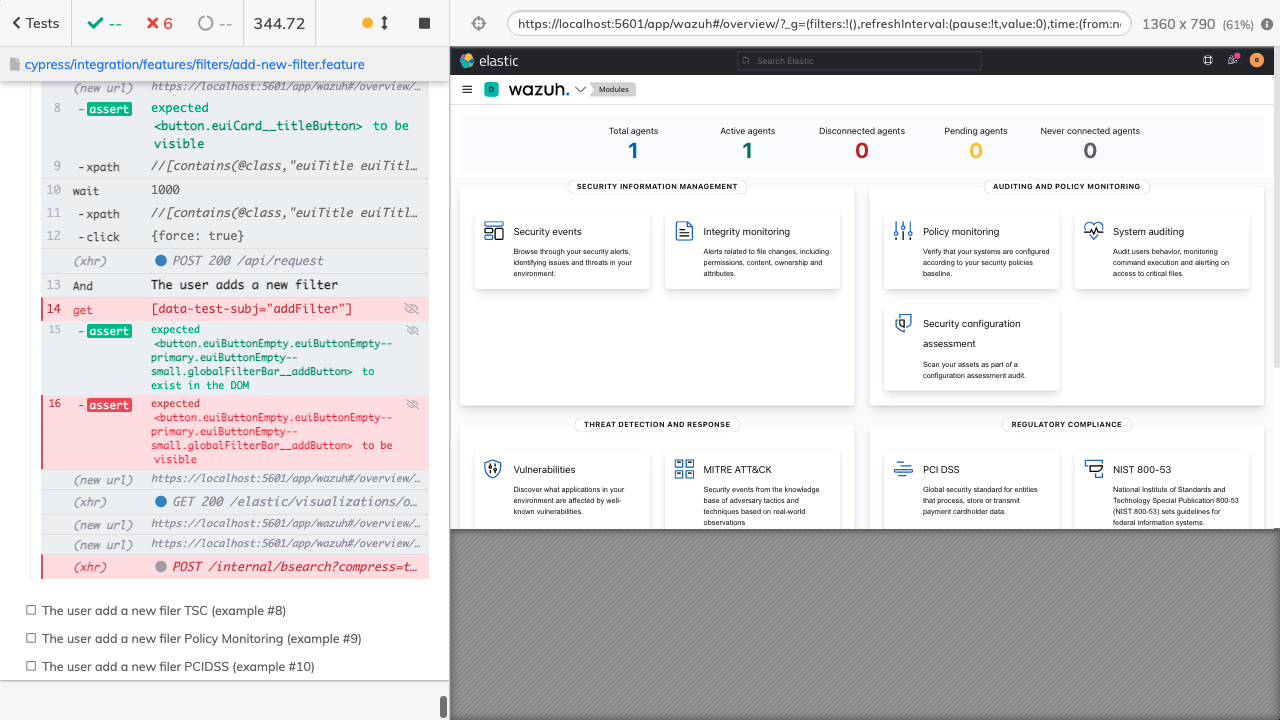 Tests
--
6
--
344.72
https://localhost:5601/app/wazuh#/overview/?_g=(filters:!(),refreshInterval:(pause:!t,value:0),time:(from:n
1360 x 790 (61%)
cypress/integration/features/filters/add-new-filter.feature
(new url) https://localhost:5601/app/wazuh#/overview/…
8 -assert expected
<button.euiCard__titleButton> to be
visible
9 -xpath //[contains(@class,"euiTitle euiTitl…
10 wait 1000
11 -xpath //[contains(@class,"euiTitle euiTitl…
12 -click {force: true}
(xhr) POST 200 /api/request
13 And The user adds a new filter
14 get [data-test-subj="addFilter"]
15 -assert expected
<button.euiButtonEmpty.euiButtonEmpty--
primary.euiButtonEmpty--
small.globalFilterBar__addButton> to
exist in the DOM
16 -assert expected
<button.euiButtonEmpty.euiButtonEmpty--
primary.euiButtonEmpty--
small.globalFilterBar__addButton> to be
visible
(new url) https://localhost:5601/app/wazuh#/overview/…
(xhr) GET 200 /elastic/visualizations/o…
(new url) https://localhost:5601/app/wazuh#/overview/…
(new url) https://localhost:5601/app/wazuh#/overview/…
(xhr) POST /internal/bsearch?compress=t…
The user add a new filer TSC (example #8)
The user add a new filer Policy Monitoring (example #9)
The user add a new filer PCIDSS (example #10)
elastic
Search Elastic
e
D
wazuh.
Modules
Total agents
1
Active agents
1
Disconnected agents
0
Pending agents
0
Never connected agents
0
SECURITY INFORMATION MANAGEMENT
Security events
Browse through your security alerts,
identifying issues and threats in your
environment.
Integrity monitoring
Alerts related to file changes, including
permissions, content, ownership and
attributes.
AUDITING AND POLICY MONITORING
Policy monitoring
Verify that your systems are configured
according to your security policies
baseline.
System auditing
Audit users behavior, monitoring
command execution and alerting on
access to critical files.
Security configuration
assessment
Scan your assets as part of a
configuration assessment audit.
THREAT DETECTION AND RESPONSE
Vulnerabilities
Discover what applications in your
environment are affected by well-
known vulnerabilities.
MITRE ATT&CK
Security events from the knowledge
base of adversary tactics and
techniques based on real-world
observations
REGULATORY COMPLIANCE
PCI DSS
Global security standard for entities
that process, store or transmit
payment cardholder data.
NIST 800-53
National Institute of Standards and
Technology Special Publication 800-53
(NIST 800-53) sets guidelines for
federal information systems.